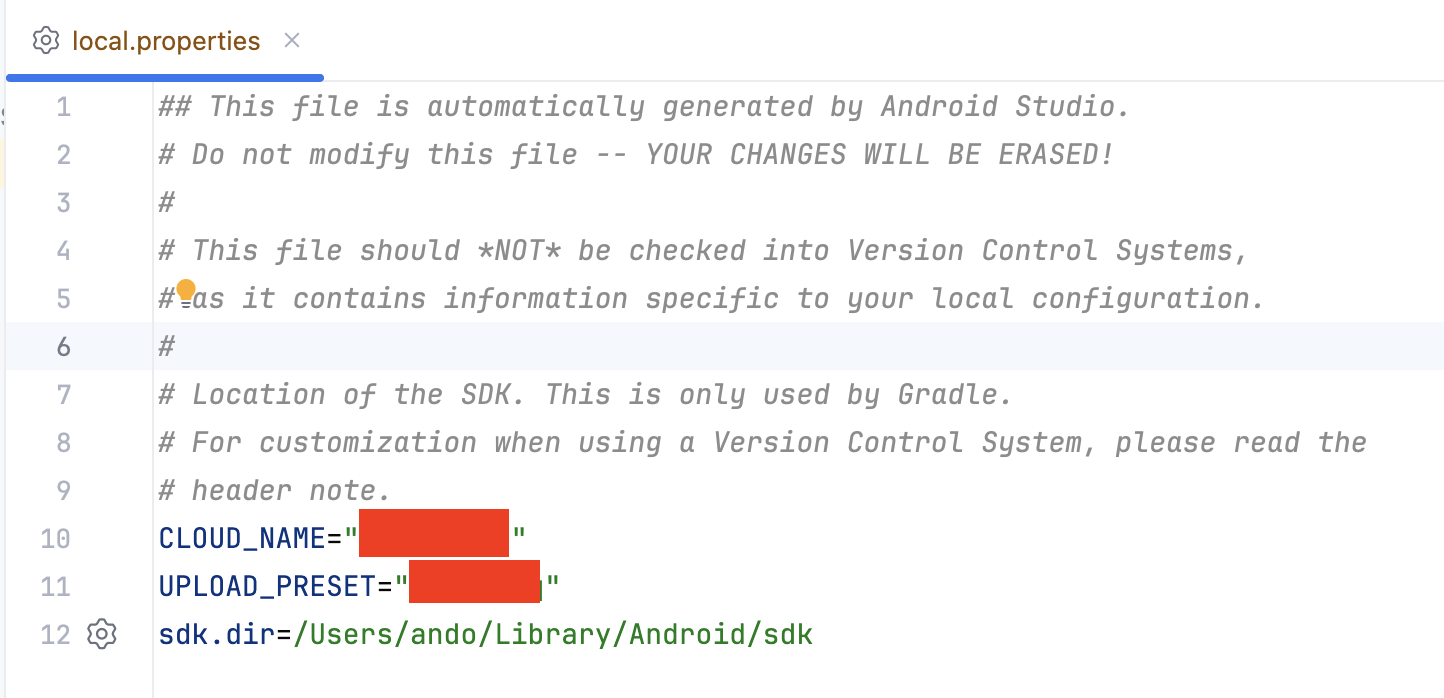 local.properties
1 ## This file is automatically generated by Android Studio.
2 # Do not modify this file -- YOUR CHANGES WILL BE ERASED!
3 #
4 # This file should *NOT* be checked into Version Control Systems,
5 # as it contains information specific to your local configuration.
6 #
7 # Location of the SDK. This is only used by Gradle.
8 # For customization when using a Version Control System, please read the
9 # header note.
10 CLOUD_NAME=""
11 UPLOAD_PRESET=""
12 sdk.dir=/Users/ando/Library/Android/sdk